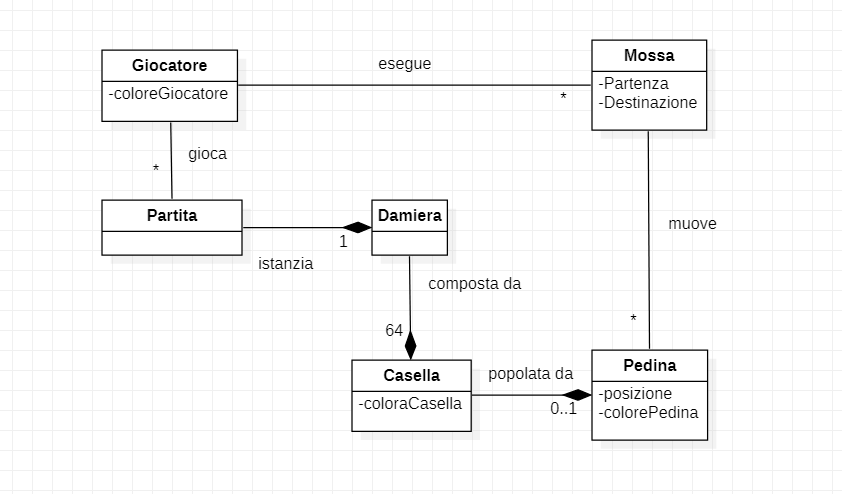 Giocatore
-coloreGiocatore
esegue
*
Mossa
-Partenza
-Destinazione
gioca
*
Partita
istanzia
1
Damiera
composta da
64
muove
*
Casella
-coloraCasella
popolata da
0..1
Pedina
-posizione
-colorePedina